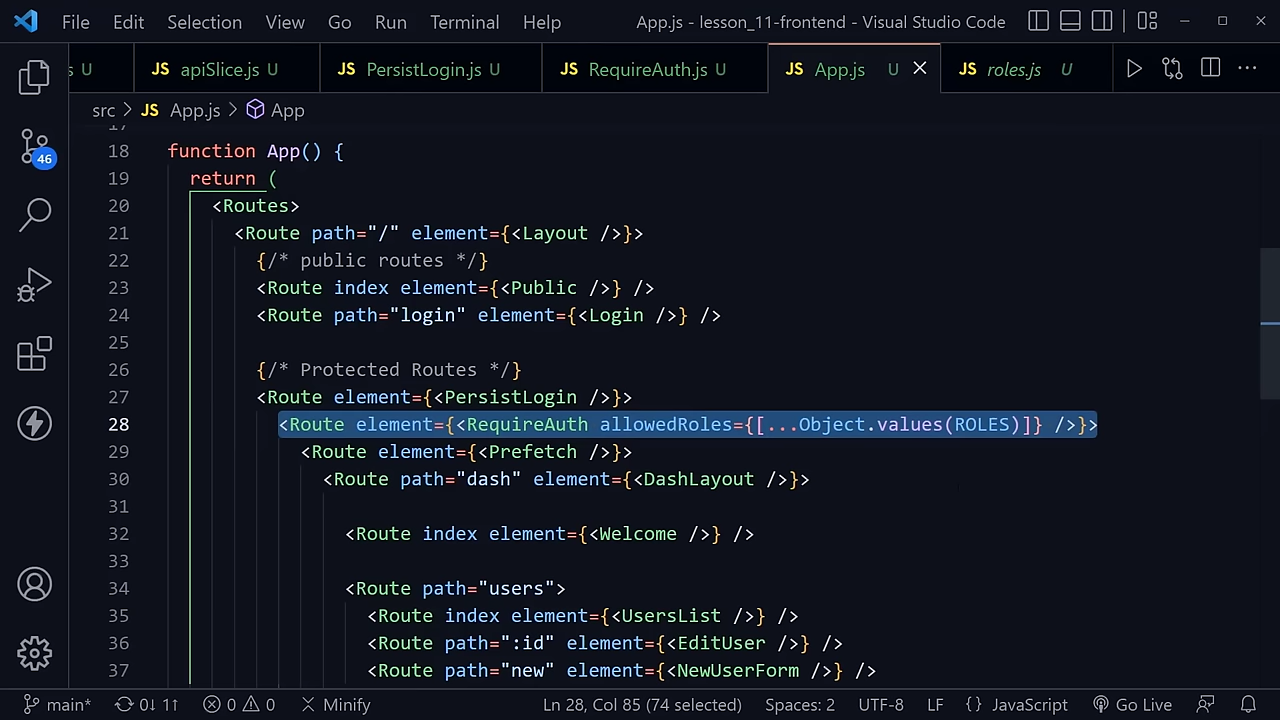 File Edit Selection View Go Run Terminal Help App.js - lesson_11-frontend - Visual Studio Code
s U JS apiSlice.js U JS PersistLogin.js U JS RequireAuth.js U JS App.js U JS roles.js U
src > JS App.js > App
17
18 function App() {
19 return (
20 <Routes>
21 <Route path="/" element={<Layout />}>
22 {/* public routes */}
23 <Route index element={<Public />} />
24 <Route path="login" element={<Login />} />
25
26 {/* Protected Routes */}
27 <Route element={<PersistLogin />}>
28 <Route element={<RequireAuth allowedRoles={[...Object.values(ROLES)]} />}>
29 <Route element={<Prefetch />}>
30 <Route path="dash" element={<DashLayout />}>
31
32 <Route index element={<Welcome />} />
33
34 <Route path="users">
35 <Route index element={<UsersList />} />
36 <Route path=":id" element={<EditUser />} />
37 <Route path="new" element={<NewUserForm />} />
46
main* 0↓ 1↑ 0 0 Minify Ln 28, Col 85 (74 selected) Spaces: 2 UTF-8 LF {} JavaScript Go Live